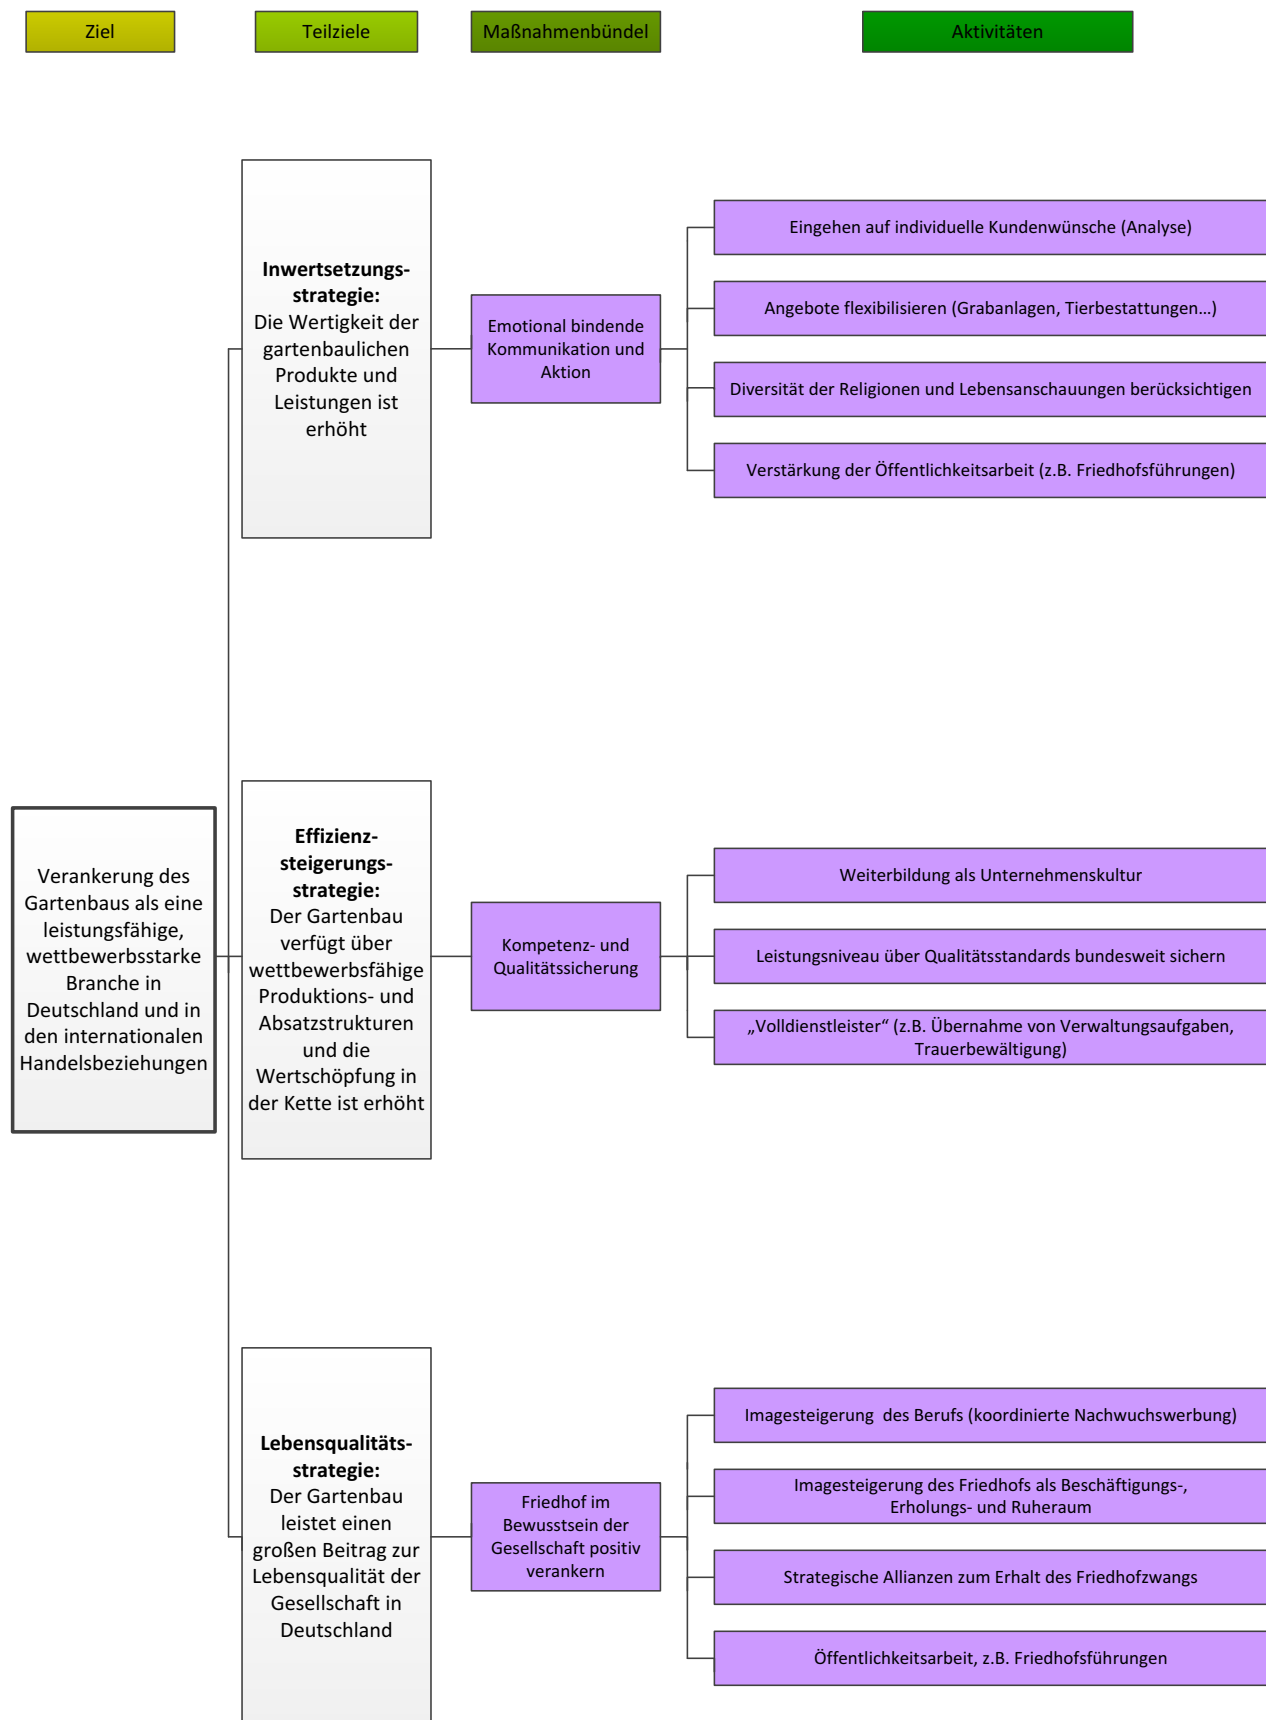 Ziel
Teilziele
Maßnahmenbündel
Aktivitäten
Verankerung des
Gartenbaus als eine
leistungsfähige,
wettbewerbsstarke
Branche in
Deutschland und in
den internationalen
Handelsbeziehungen
Inwertsetzungs-
strategie:
Die Wertigkeit der
gartenbaulichen
Produkte und
Leistungen ist
erhöht
Emotional bindende
Kommunikation und
Aktion
Eingehen auf individuelle Kundenwünsche (Analyse)
Angebote flexibilisieren (Grabanlagen, Tierbestattungen…)
Diversität der Religionen und Lebensanschauungen berücksichtigen
Verstärkung der Öffentlichkeitsarbeit (z.B. Friedhofsführungen)
Effizienz-
steigerungs-
strategie:
Der Gartenbau
verfügt über
wettbewerbsfähige
Produktions- und
Absatzstrukturen
und die
Wertschöpfung in
der Kette ist erhöht
Kompetenz- und
Qualitätssicherung
Weiterbildung als Unternehmenskultur
Leistungsniveau über Qualitätsstandards bundesweit sichern
„Volldienstleister“ (z.B. Übernahme von Verwaltungsaufgaben,
Trauerbewältigung)
Lebensqualitäts-
strategie:
Der Gartenbau
leistet einen
großen Beitrag zur
Lebensqualität der
Gesellschaft in
Deutschland
Friedhof im
Bewusstsein der
Gesellschaft positiv
verankern
Imagesteigerung  des Berufs (koordinierte Nachwuchswerbung)
Imagesteigerung des Friedhofs als Beschäftigungs-,
Erholungs- und Ruheraum
Strategische Allianzen zum Erhalt des Friedhofzwangs
Öffentlichkeitsarbeit, z.B. Friedhofsführungen